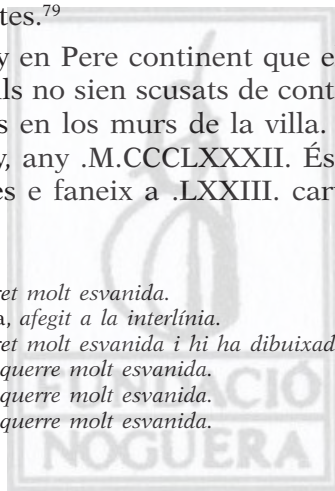 tes.⁷⁹
y en Pere continent que e
lls no sien scusats de cont
s en los murs de la villa.
y, any .M.CCCLXXXII. És
es e faneix a .LXXIII. car
ret molt esvanida.
a, afegit a la interlínia.
ret molt esvanida i hi ha dibuixad
querre molt esvanida.
querre molt esvanida.
querre molt esvanida.
FUNDACIÓ
NOGUERA